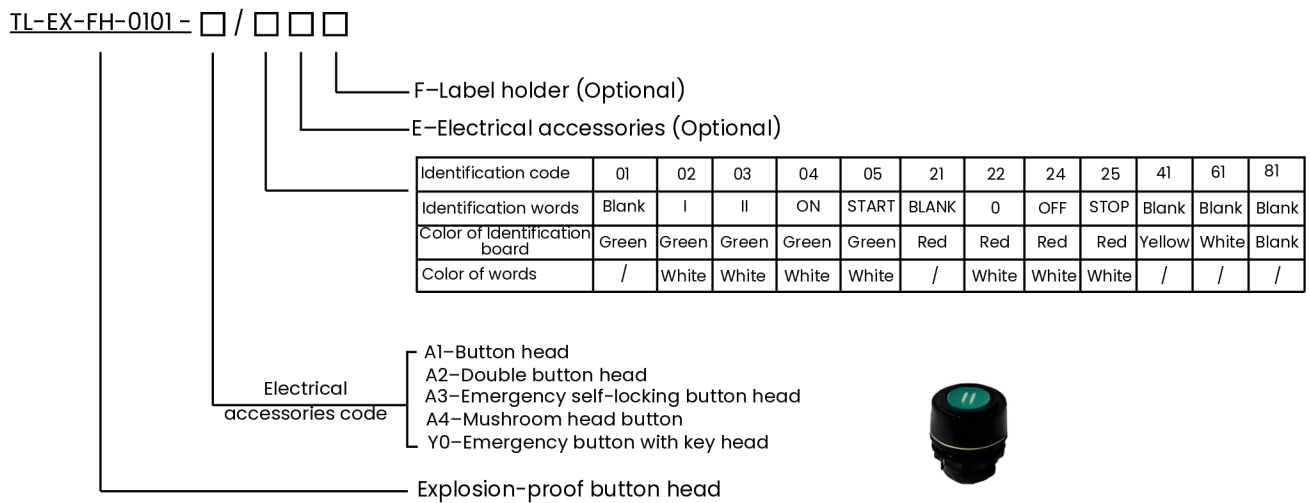 TL-EX-FH-0101 - □ / □ □ □
F-Label holder (Optional)
E-Electrical accessories (Optional)
Identification code 01 02 03 04 05 21 22 24 25 41 61 81
Identification words Blank I II ON START BLANK 0 OFF STOP Blank Blank Blank
Color of Identification
board Green Green Green Green Green Red Red Red Red Yellow White Blank
Color of words / White White White White / White White White / / /
Electrical
accessories code
A1-Button head
A2-Double button head
A3-Emergency self-locking button head
A4-Mushroom head button
Y0-Emergency button with key head
II
Explosion-proof button head